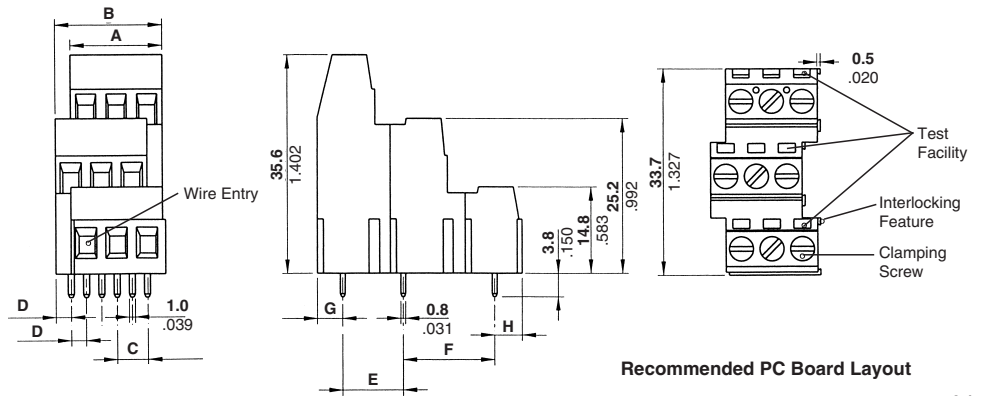 B
A
Wire Entry
D
D
C
1.0
.039
35.6
1.402
25.2
.992
14.8
.583
3.8
.150
G
0.8
.031
H
F
E
0.5
.020
33.7
1.327
Test
Facility
Interlocking
Feature
Clamping
Screw
Recommended PC Board Layout